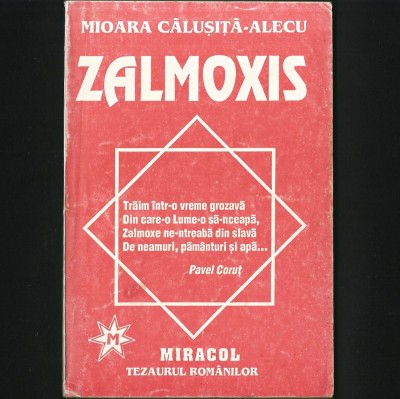 MIOARA CĂLUȘIȚĂ-ALECU
ZALMOXIS
Trăim într-o vreme grozavă
Din care-o Lume-o să-nceapă,
Zalmoxe ne-ntreabă din slavă
De neamuri, pământuri și apă...
Pavel Coruț
M
MIRACOL
TEZAURUL ROMÂNILOR